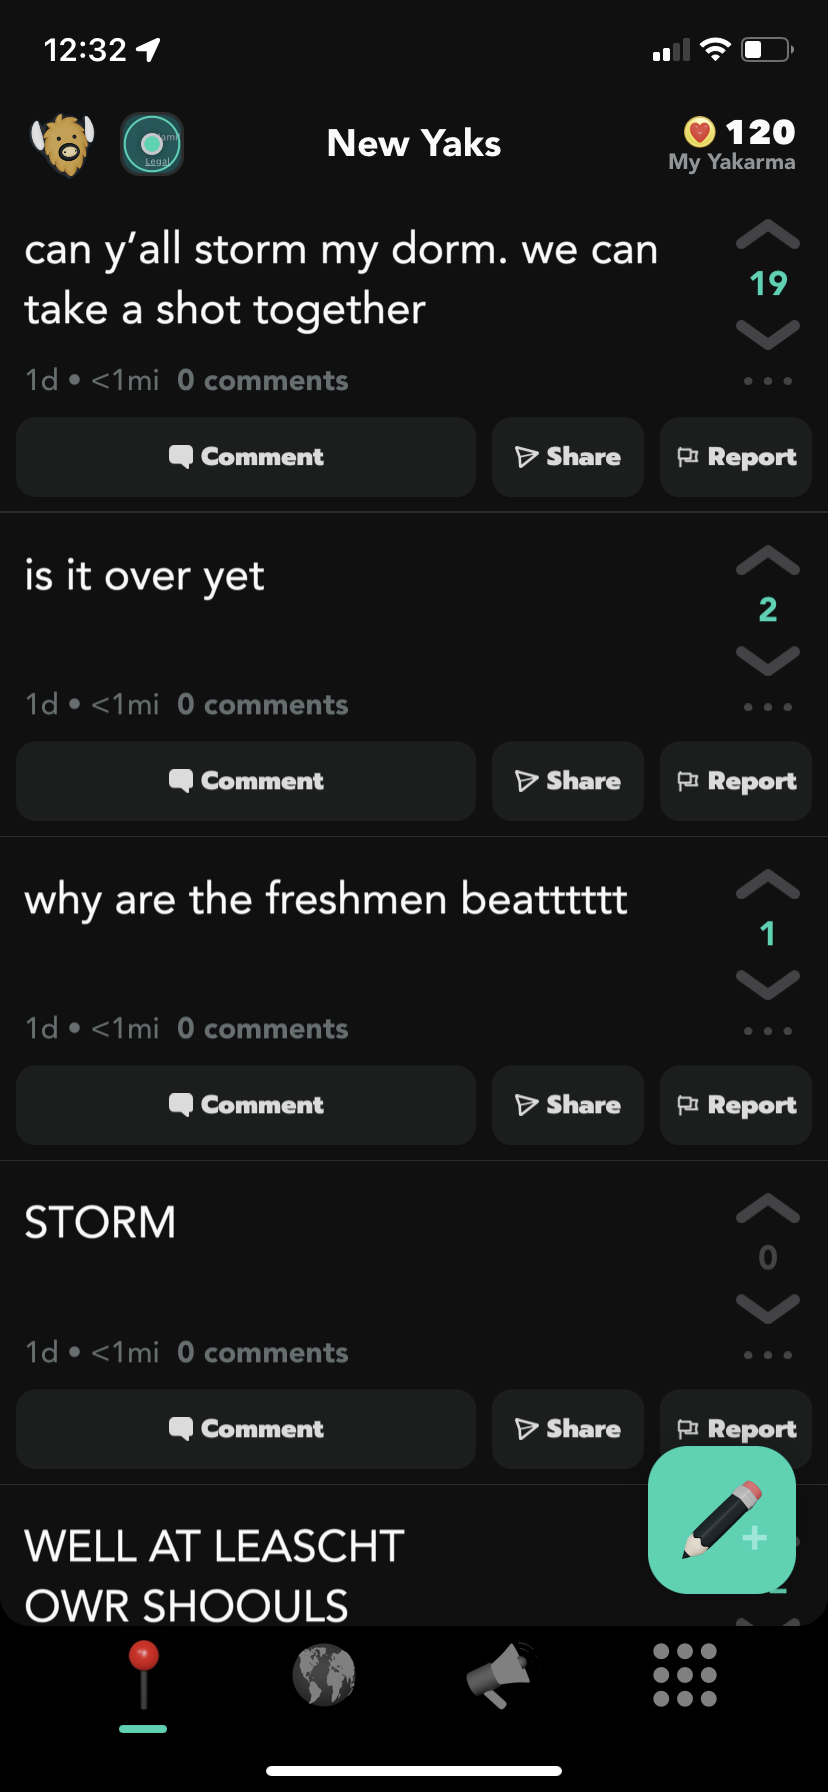 12:32
New Yaks
120
My Yakarma
Legal
can y’all storm my dorm. we can
take a shot together
19
1d • <1mi 0 comments
Comment
Share
Report
is it over yet
2
1d • <1mi 0 comments
Comment
Share
Report
why are the freshmen beatttttt
1
1d • <1mi 0 comments
Comment
Share
Report
STORM
0
1d • <1mi 0 comments
Comment
Share
Report
WELL AT LEASCHT
OWR SHOOULS